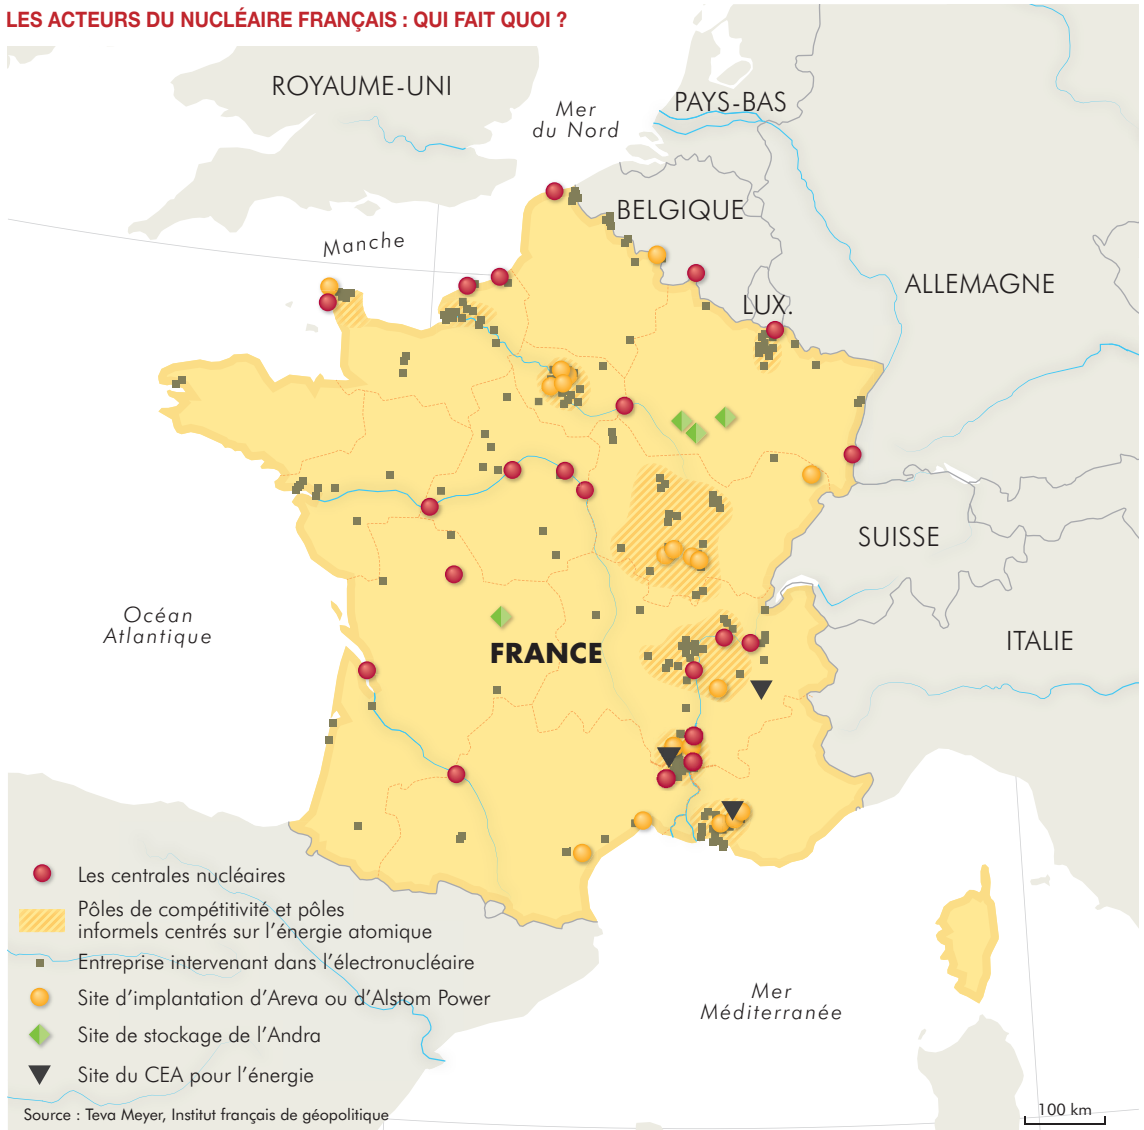 LES ACTEURS DU NUCLÉAIRE FRANÇAIS : QUI FAIT QUOI ?
ROYAUME-UNI
Mer
du Nord
PAYS-BAS
BELGIQUE
Manche
ALLEMAGNE
LUX.
SUISSE
Océan
Atlantique
FRANCE
ITALIE
Les centrales nucléaires
Pôles de compétitivité et pôles
informels centrés sur l'énergie atomique
Entreprise intervenant dans l'électronucléaire
Site d'implantation d'Areva ou d'Alstom Power
Site de stockage de l'Andra
Site du CEA pour l'énergie
Mer
Méditerranée
Source : Teva Meyer, Institut français de géopolitique
100 km